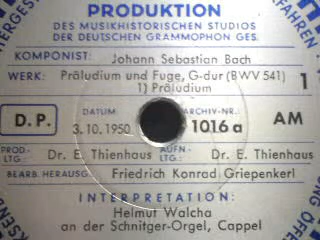 PRODUKTION
DES MUSIKHISTORISCHEN STUDIOS
DER DEUTSCHEN GRAMMOPHON GES.
KOMPONIST: Johann Sebastian Bach
WERK: Präludium und Fuge, G-dur (BWV 541)
1) Präludium
1
D.P.
DATUM:
3.10.1950
ARCHIV-NR.:
1016 a
AM
PROD.-LTG.: Dr. E. Thienhaus
AUFN.-LTG.: Dr. E. Thienhaus
BEARB. HERAUSG. Friedrich Konrad Griepenkerl
INTERPRETATION:
Helmut Walcha
an der Schnitger-Orgel, Cappel